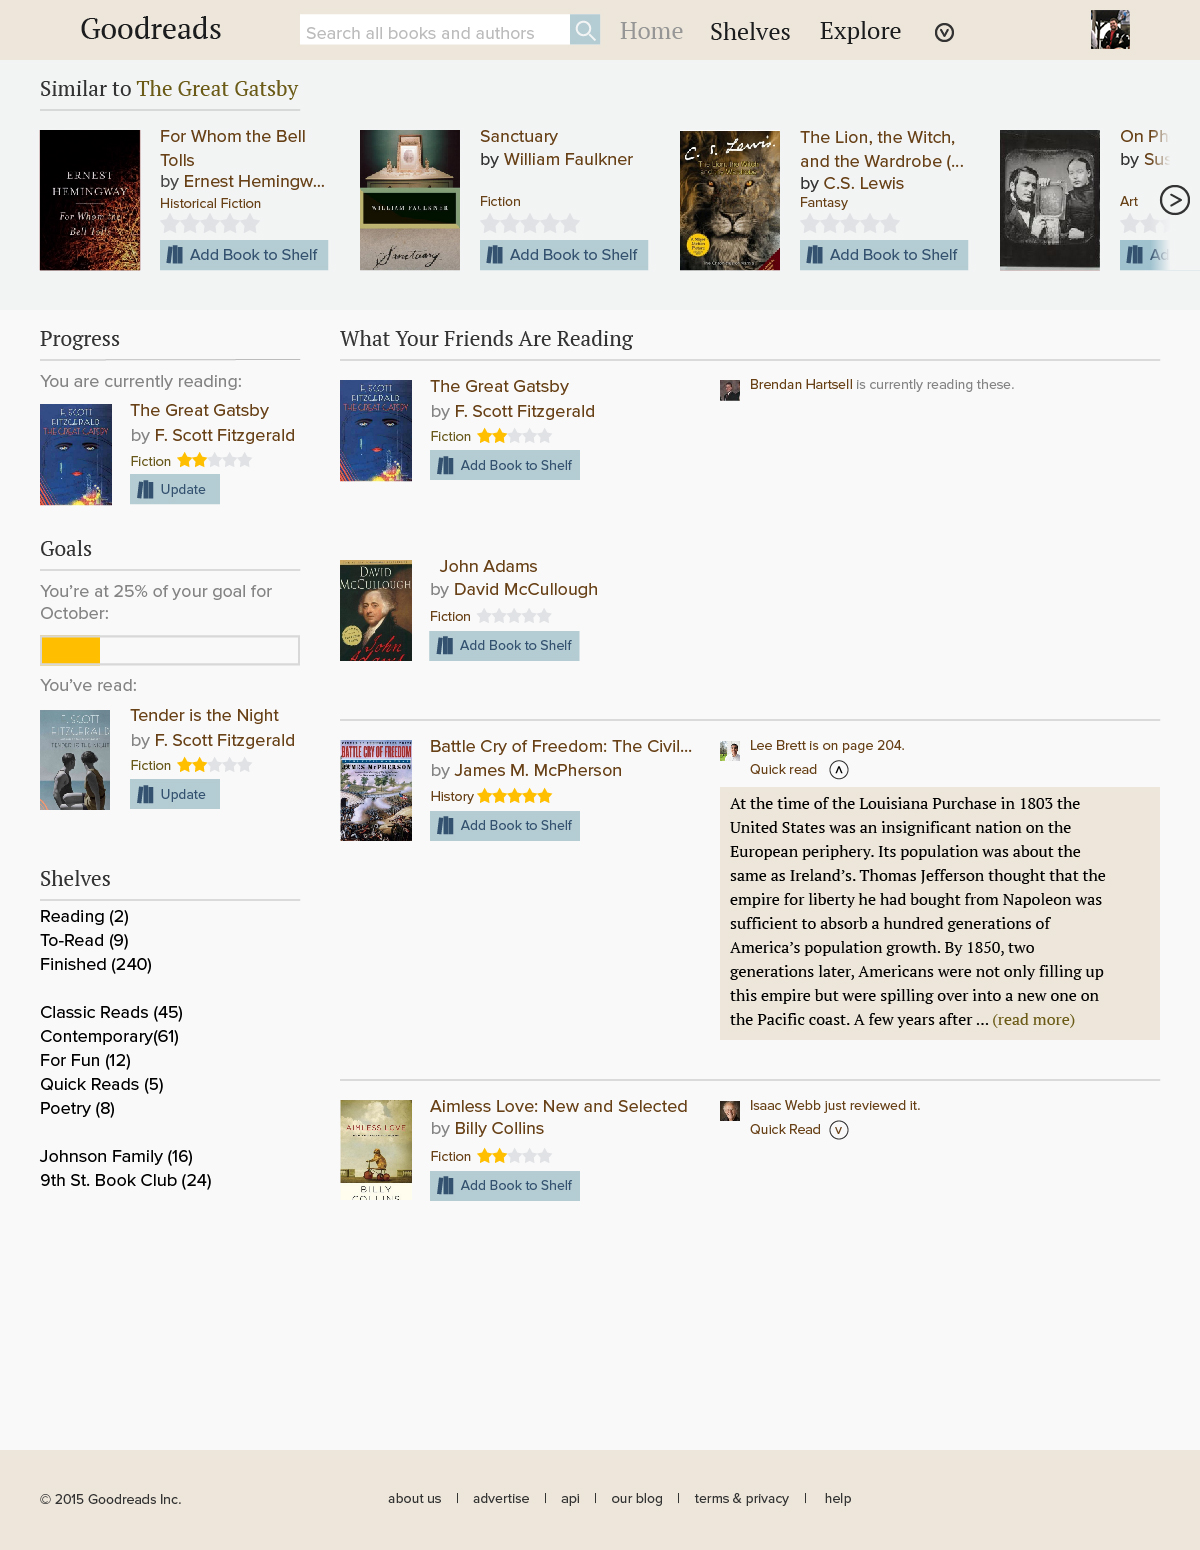 Goodreads
Search all books and authors
Home
Shelves
Explore
Similar to The Great Gatsby
ERNEST
HEMINGWAY
For Whom the
Bell Tolls
For Whom the Bell
Tolls
by Ernest Hemingw...
Historical Fiction
Add Book to Shelf
WILLIAM FAULKNER
Sanctuary
Sanctuary
by William Faulkner
Fiction
Add Book to Shelf
C. S. Lewis.
The Lion, the Witch
and the Wardrobe
The Lion, the Witch,
and the Wardrobe (...
by C.S. Lewis
Fantasy
Add Book to Shelf
On Ph
by Sus
Art
Ad
Progress
You are currently reading:
F. SCOTT
FITZGERALD
THE GREAT GATSBY
The Great Gatsby
by F. Scott Fitzgerald
Fiction
Update
Goals
You're at 25% of your goal for
October:
You've read:
F. SCOTT
FITZGERALD
TENDER IS THE NIGHT
Tender is the Night
by F. Scott Fitzgerald
Fiction
Update
Shelves
Reading (2)
To-Read (9)
Finished (240)
Classic Reads (45)
Contemporary(61)
For Fun (12)
Quick Reads (5)
Poetry (8)
Johnson Family (16)
9th St. Book Club (24)
What Your Friends Are Reading
F. SCOTT
FITZGERALD
THE GREAT GATSBY
The Great Gatsby
by F. Scott Fitzgerald
Fiction
Add Book to Shelf
Brendan Hartsell is currently reading these.
DAVID
McCULLOUGH
John
Adams
John Adams
by David McCullough
Fiction
Add Book to Shelf
BATTLE CRY OF FREEDOM
JAMES M. McPHERSON
Battle Cry of Freedom: The Civil...
by James M. McPherson
History
Add Book to Shelf
Lee Brett is on page 204.
Quick read
At the time of the Louisiana Purchase in 1803 the
United States was an insignificant nation on the
European periphery. Its population was about the
same as Ireland's. Thomas Jefferson thought that the
empire for liberty he had bought from Napoleon was
sufficient to absorb a hundred generations of
America's population growth. By 1850, two
generations later, Americans were not only filling up
this empire but were spilling over into a new one on
the Pacific coast. A few years after ... (read more)
AIMLESS LOVE
BILLY
COLLINS
Aimless Love: New and Selected
by Billy Collins
Fiction
Add Book to Shelf
Isaac Webb just reviewed it.
Quick Read
© 2015 Goodreads Inc.
about us | advertise | api | our blog | terms & privacy | help